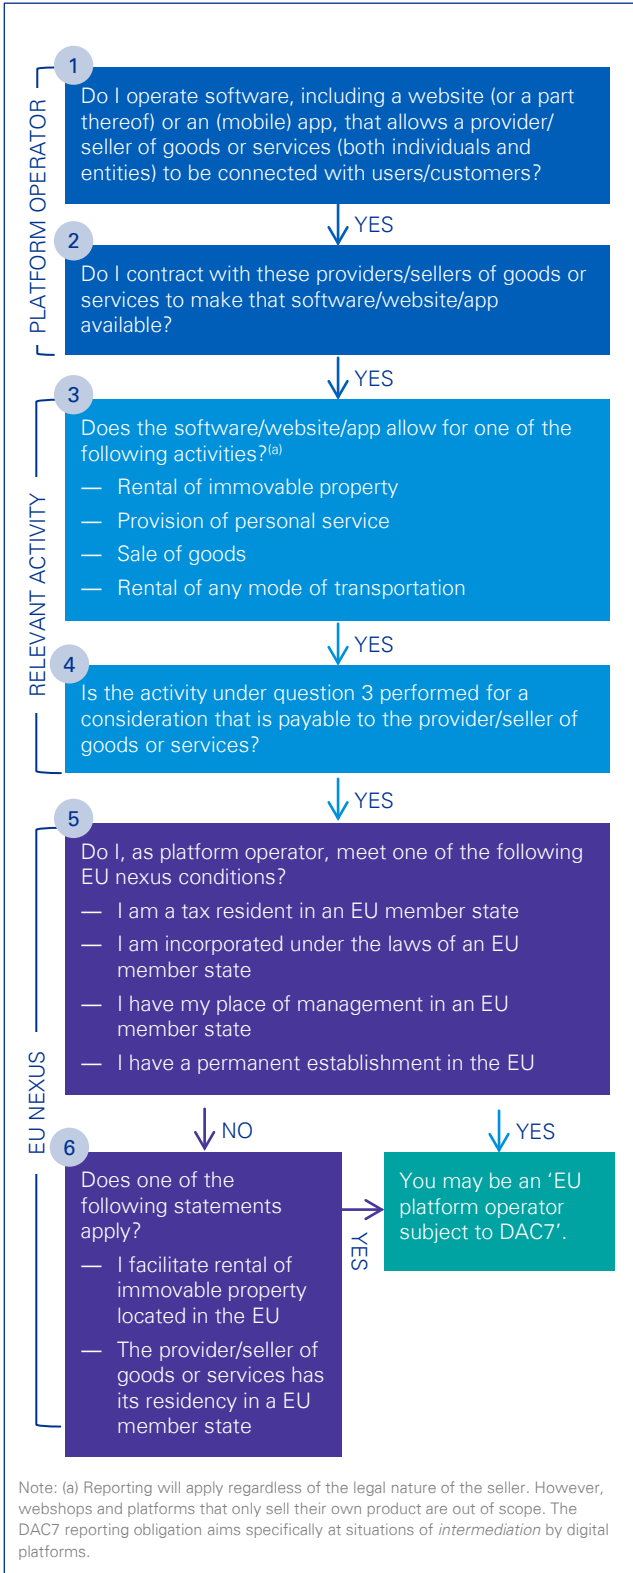 PLATFORM OPERATOR
1
Do I operate software, including a website (or a part
thereof) or an (mobile) app, that allows a provider/
seller of goods or services (both individuals and
entities) to be connected with users/customers?
YES
2
Do I contract with these providers/sellers of goods or
services to make that software/website/app
available?
YES
RELEVANT ACTIVITY
3
Does the software/website/app allow for one of the
following activities?(a)
— Rental of immovable property
— Provision of personal service
— Sale of goods
— Rental of any mode of transportation
YES
4
Is the activity under question 3 performed for a
consideration that is payable to the provider/seller of
goods or services?
YES
EU NEXUS
5
Do I, as platform operator, meet one of the following
EU nexus conditions?
— I am a tax resident in an EU member state
— I am incorporated under the laws of an EU
member state
— I have my place of management in an EU
member state
— I have a permanent establishment in the EU
NO
YES
6
Does one of the
following statements
apply?
— I facilitate rental of
immovable property
located in the EU
— The provider/seller of
goods or services has
its residency in a EU
member state
YES
You may be an ‘EU
platform operator
subject to DAC7’.
Note: (a) Reporting will apply regardless of the legal nature of the seller. However,
webshops and platforms that only sell their own product are out of scope. The
DAC7 reporting obligation aims specifically at situations of intermediation by digital
platforms.